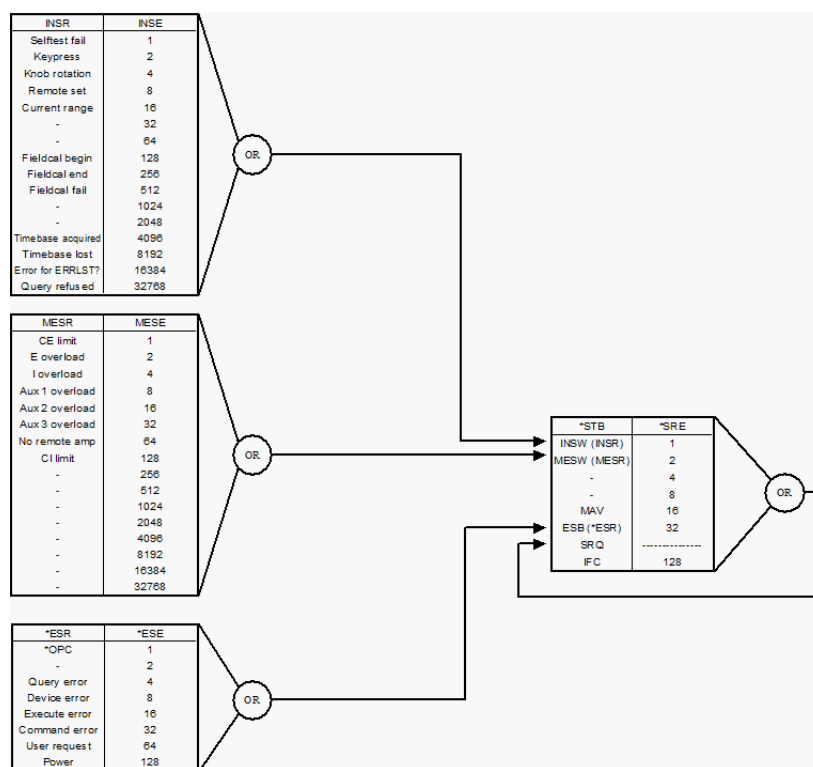 INSR INSE
Selftest fail 1
Keypress 2
Knob rotation 4
Remote set 8
Current range 16
- 32
- 64
Fieldcal begin 128
Fieldcal end 256
Fieldcal fail 512
- 1024
- 2048
Timebase acquired 4096
Timebase lost 8192
Error for ERRLST? 16384
Query refused 32768
OR
MESR MESE
CE limit 1
E overload 2
I overload 4
Aux 1 overload 8
Aux 2 overload 16
Aux 3 overload 32
No remote amp 64
CI limit 128
- 256
- 512
- 1024
- 2048
- 4096
- 8192
- 16384
- 32768
OR
*ESR *ESE
*OPC 1
- 2
Query error 4
Device error 8
Execute error 16
Command error 32
User request 64
Power 128
OR
*STB *SRE
INSW (INSR) 1
MESW (MESR) 2
- 4
- 8
MAV 16
ESB (*ESR) 32
SRQ ---------------
IFC 128
OR